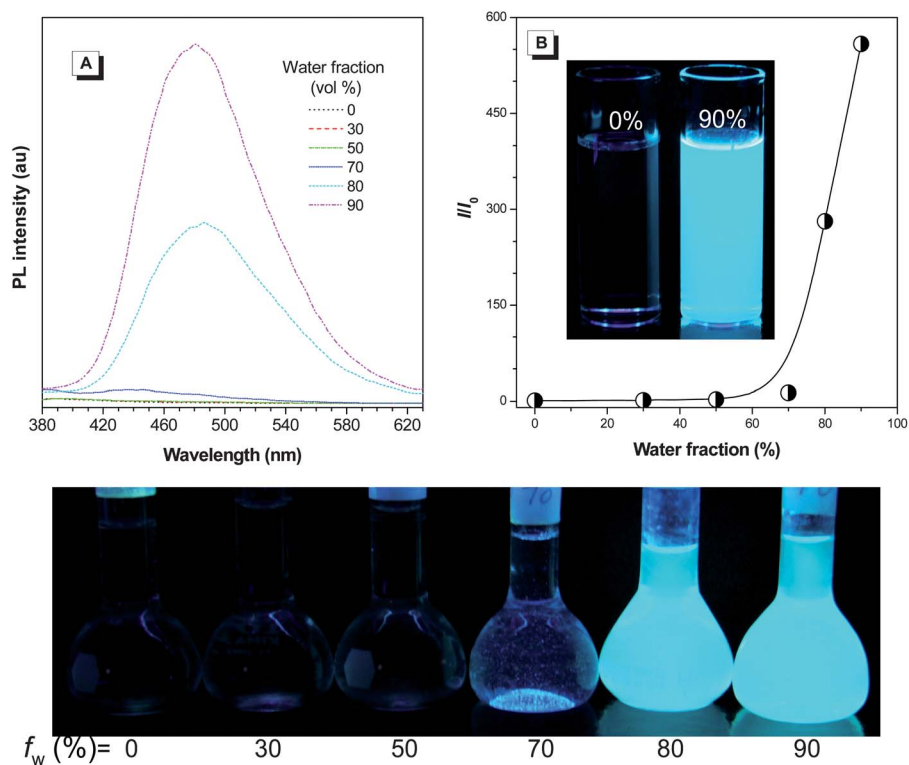 A
Water fraction
(vol %)
0
30
50
70
80
90
PL intensity (au)
380 420 460 500 540 580 620
Wavelength (nm)
B
600
450
300
150
0
I/I₀
0% 90%
0 20 40 60 80 100
Water fraction (%)
70
f_w (%)= 0 30 50 70 80 90